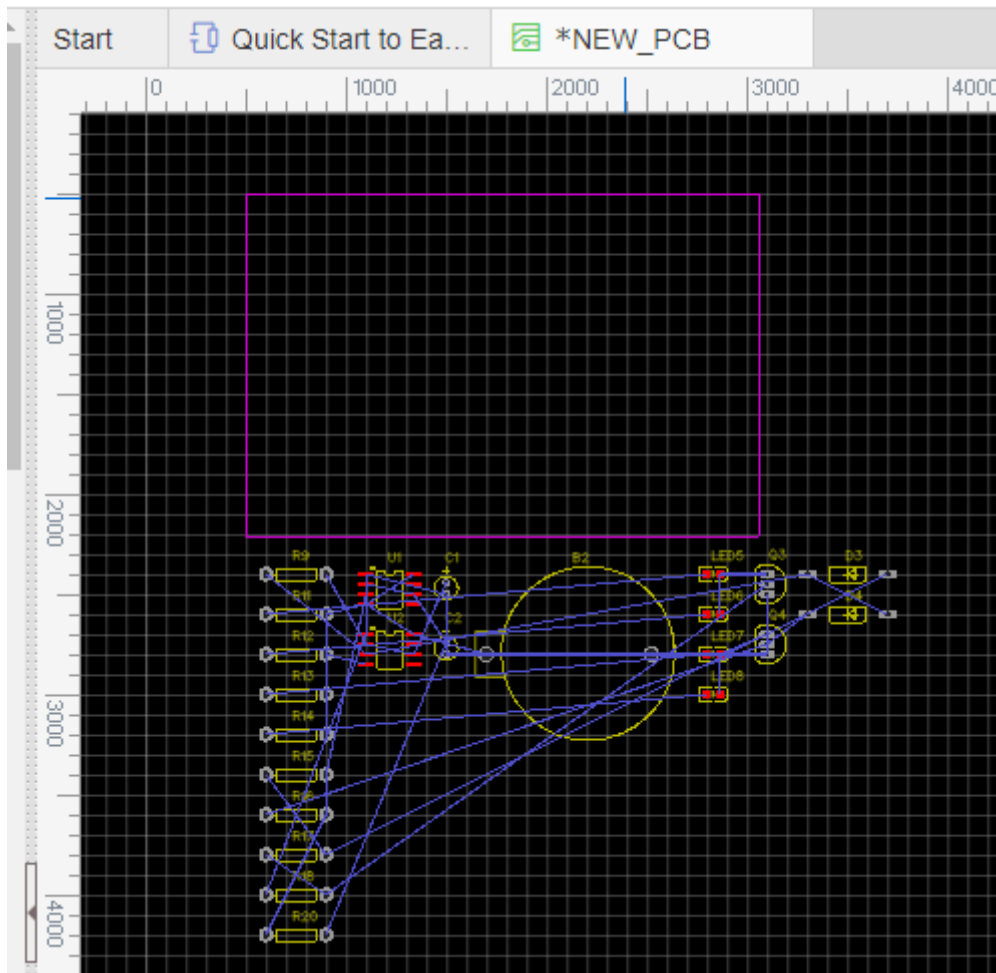 Start
Quick Start to Ea...
*NEW_PCB
0
1000
2000
3000
4000
1000
2000
3000
4000
R9
U1
C1
B2
LED5
Q3
D3
R11
LED6
R12
LED7
Q4
R13
LED8
R14
R15
R20